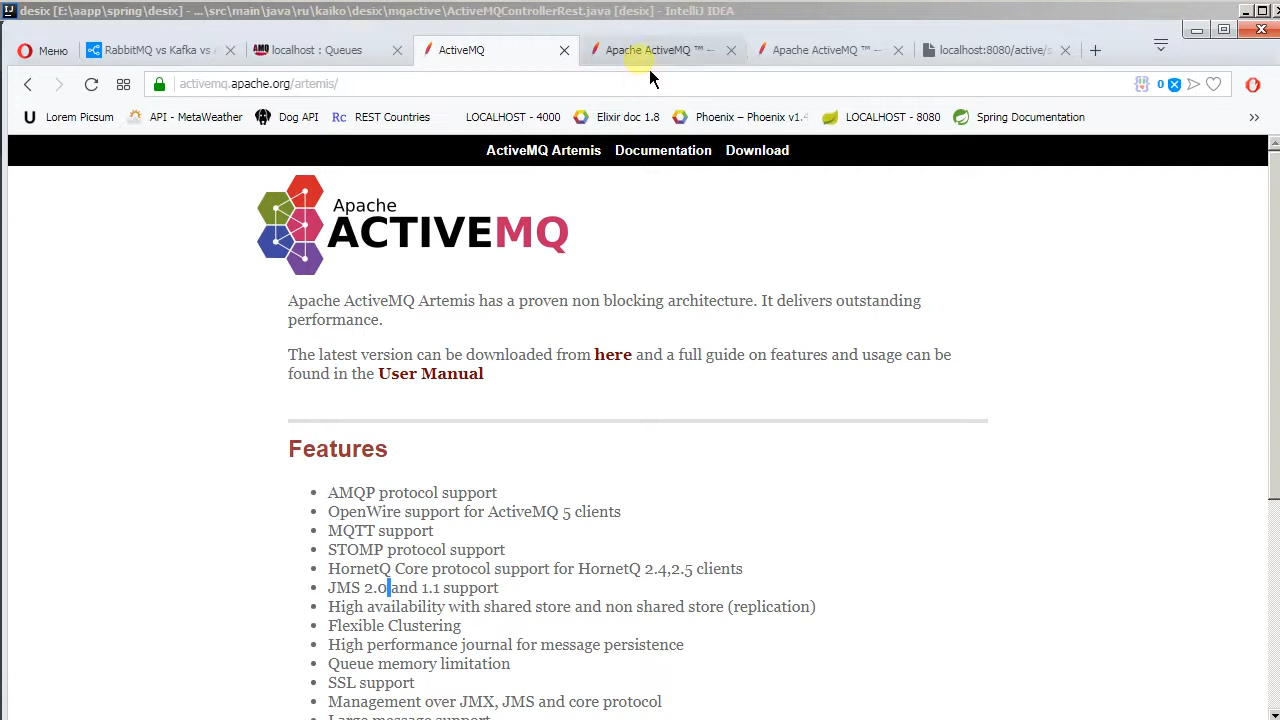 desix [E:\aapp\spring\desix] - ...\src\main\java\ru\kaiko\desix\mqactive\ActiveMQControllerRest.java [desix] - IntelliJ IDEA
Меню
RabbitMQ vs Kafka vs
AMQ localhost : Queues
ActiveMQ
Apache ActiveMQ ™ --
Apache ActiveMQ ™ --
localhost:8080/active/s
activemq.apache.org/artemis/
0
U Lorem Picsum
API - MetaWeather
Dog API
Rc REST Countries
LOCALHOST - 4000
Elixir doc 1.8
Phoenix – Phoenix v1.4
LOCALHOST - 8080
Spring Documentation
ActiveMQ Artemis Documentation Download
Apache
ACTIVEMQ
Apache ActiveMQ Artemis has a proven non blocking architecture. It delivers outstanding
performance.
The latest version can be downloaded from here and a full guide on features and usage can be
found in the User Manual
Features
AMQP protocol support
OpenWire support for ActiveMQ 5 clients
MQTT support
STOMP protocol support
HornetQ Core protocol support for HornetQ 2.4,2.5 clients
JMS 2.0 and 1.1 support
High availability with shared store and non shared store (replication)
Flexible Clustering
High performance journal for message persistence
Queue memory limitation
SSL support
Management over JMX, JMS and core protocol
Large message support